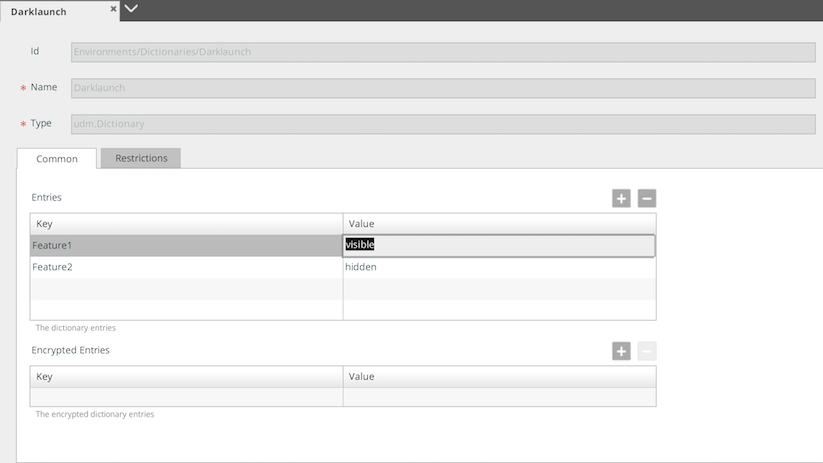 Darklaunch
Id Environments/Dictionaries/Darklaunch
* Name Darklaunch
* Type udm.Dictionary
Common Restrictions
Entries
Key Value
Feature1 visible
Feature2 hidden
The dictionary entries
Encrypted Entries
Key Value
The encrypted dictionary entries